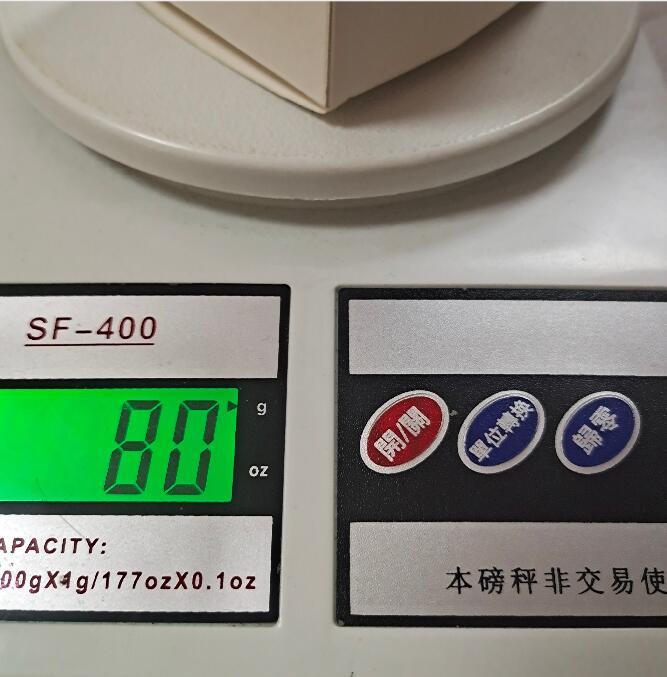 SF-400
80
g
oz
APACITY:
00gX1g/177ozX0.1oz
開/關
單位轉換
歸零
本磅秤非交易使